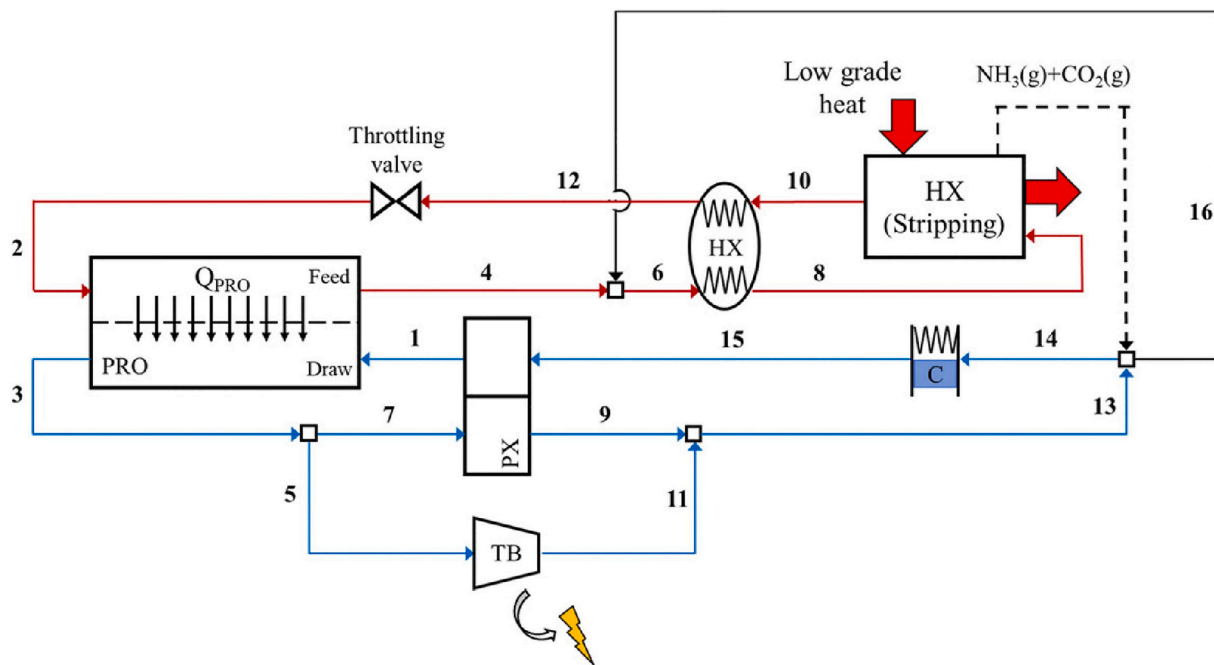 Low grade
heat
NH₃(g)+CO₂(g)
Throttling
valve
12
10
HX
(Stripping)
16
2
HX
Q_PRO
Feed
4
6
8
PRO
Draw
1
15
14
C
3
7
PX
9
13
5
11
TB